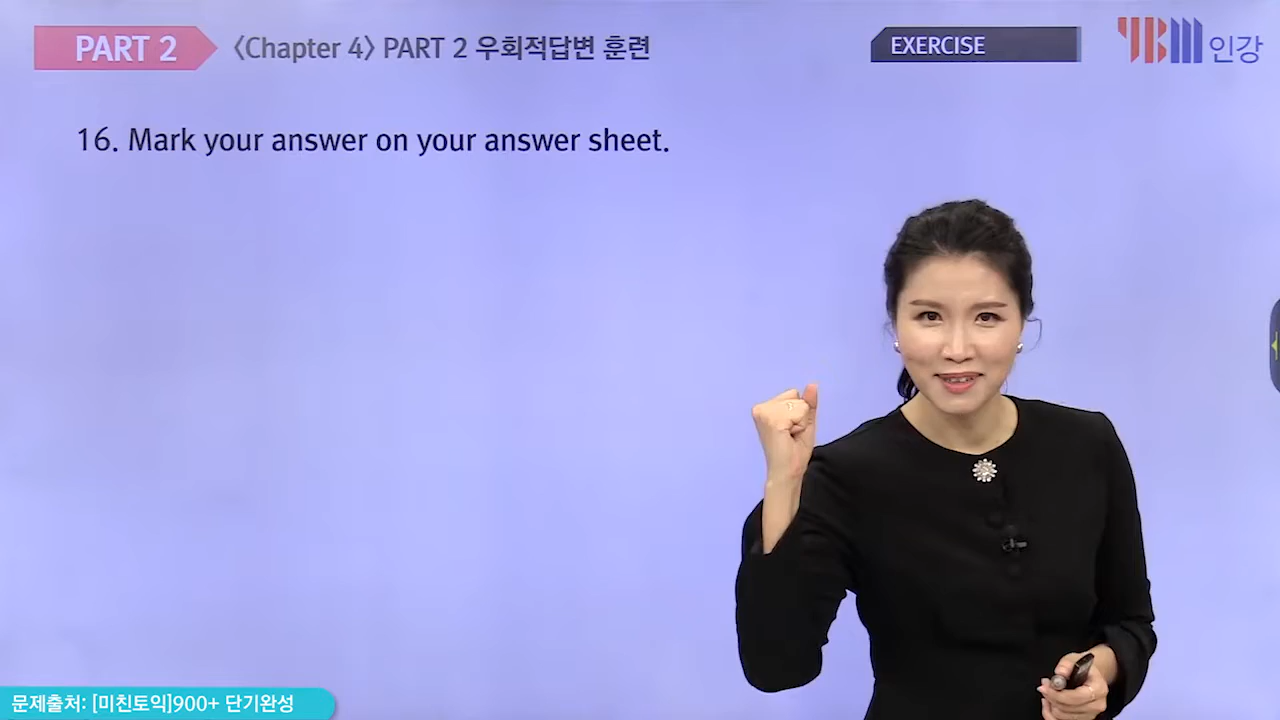 PART 2
〈Chapter 4〉 PART 2 우회적답변 훈련
EXERCISE
YBM 인강
16. Mark your answer on your answer sheet.
문제출처: [미친토익]900+ 단기완성